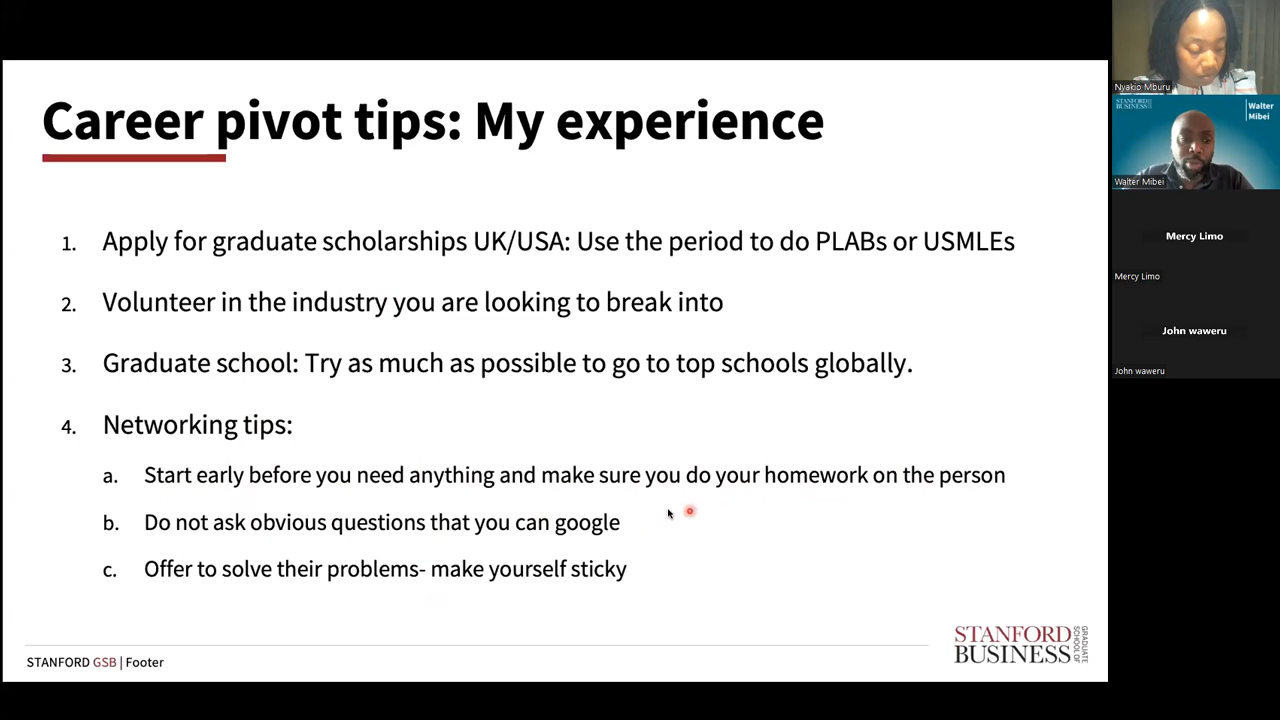 Career pivot tips: My experience
1. Apply for graduate scholarships UK/USA: Use the period to do PLABs or USMLEs
2. Volunteer in the industry you are looking to break into
3. Graduate school: Try as much as possible to go to top schools globally.
4. Networking tips:
a. Start early before you need anything and make sure you do your homework on the person
b. Do not ask obvious questions that you can google
c. Offer to solve their problems- make yourself sticky
STANFORD GSB | Footer
STANFORD
BUSINESS
GRADUATE
SCHOOL OF
Nyakio Mburu
STANFORD
BUSINESS
Walter
Mibei
Walter Mibei
Mercy Limo
Mercy Limo
John waweru
John waweru